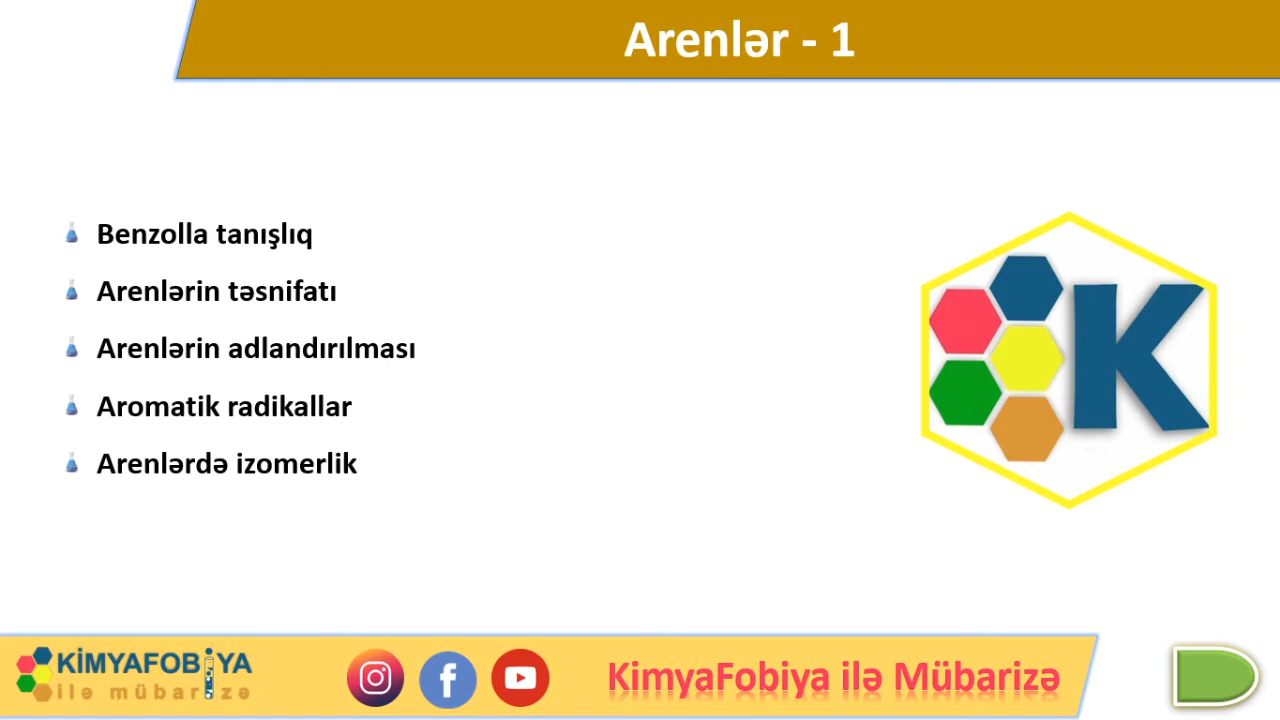 Arenlər - 1
Benzolla tanışlıq
Arenlərin təsnifatı
Arenlərin adlandırılması
Aromatik radikallar
Arenlərdə izomerlik
K
KİMYAFOBİYA
ilə mübarizə
KimyaFobiya ilə Mübarizə